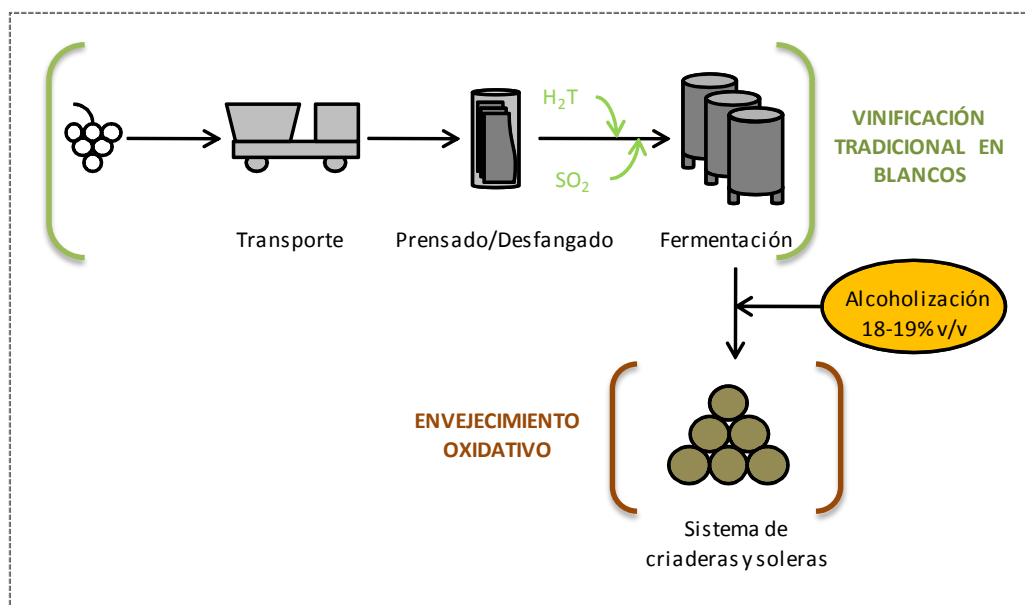 H₂T
SO₂
VINIFICACIÓN
TRADICIONAL EN
BLANCOS
Transporte
Prensado/Desfangado
Fermentación
Alcoholización
18-19% v/v
ENVEJECIMIENTO
OXIDATIVO
Sistema de
criaderas y soleras